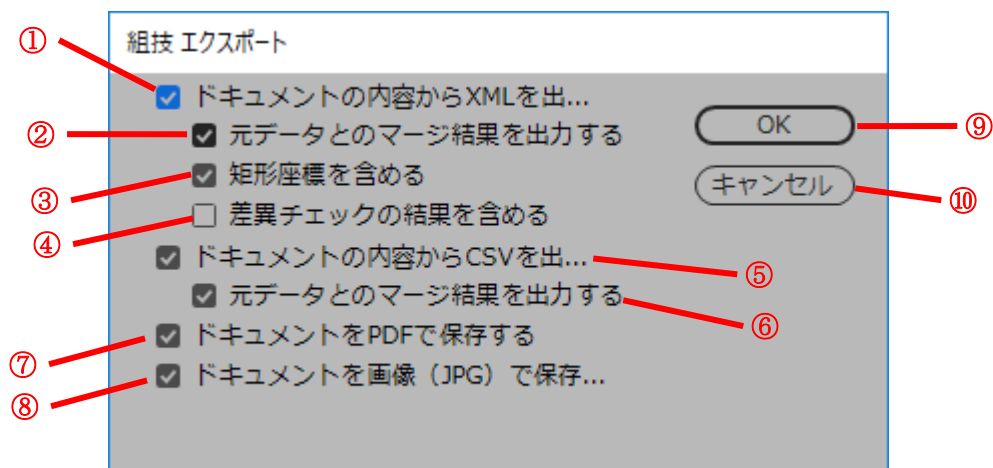 ① 組技 エクスポート
ドキュメントの内容からXMLを出...
② 元データとのマージ結果を出力する
OK ⑨
③ 矩形座標を含める
キャンセル ⑩
④ 差異チェックの結果を含める
ドキュメントの内容からCSVを出... ⑤
元データとのマージ結果を出力する ⑥
⑦ ドキュメントをPDFで保存する
⑧ ドキュメントを画像（JPG）で保存...